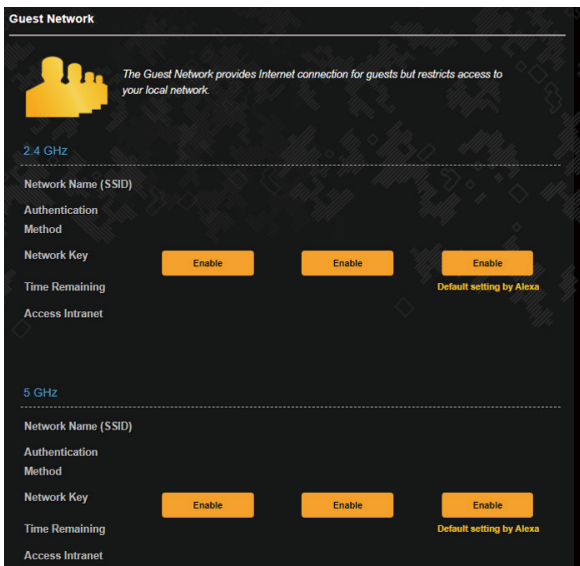 Guest Network
The Guest Network provides Internet connection for guests but restricts access to
your local network.
2.4 GHz
Network Name (SSID)
Authentication
Method
Network Key
Enable Enable Enable
Time Remaining
Default setting by Alexa
Access Intranet
5 GHz
Network Name (SSID)
Authentication
Method
Network Key
Enable Enable Enable
Time Remaining
Default setting by Alexa
Access Intranet